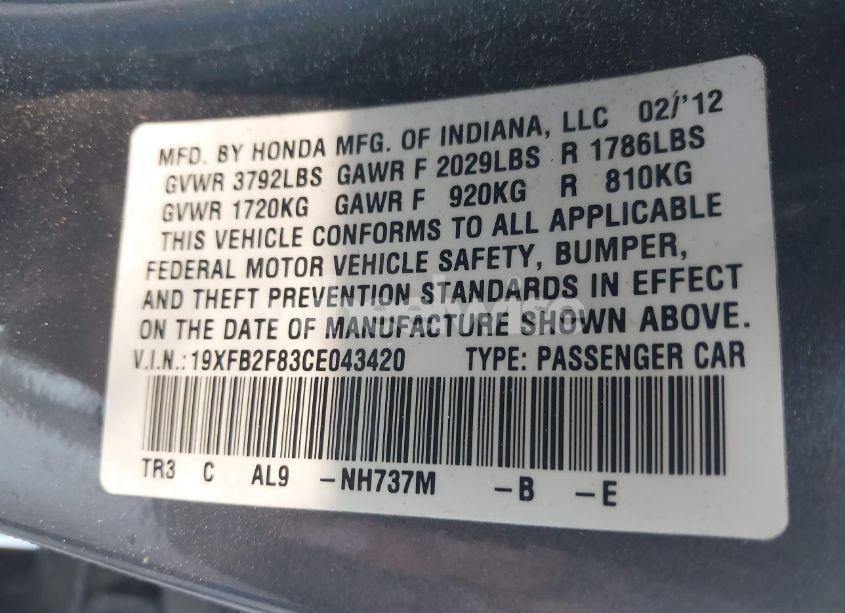 MFD. BY HONDA MFG. OF INDIANA, LLC 02/'12
GVWR 3792LBS GAWR F 2029LBS R 1786LBS
GVWR 1720KG GAWR F 920KG R 810KG
THIS VEHICLE CONFORMS TO ALL APPLICABLE
FEDERAL MOTOR VEHICLE SAFETY, BUMPER,
AND THEFT PREVENTION STANDARDS IN EFFECT
ON THE DATE OF MANUFACTURE SHOWN ABOVE.
V.I.N.: 19XFB2F83CE043420 TYPE: PASSENGER CAR
TR3 C AL9 -NH737M -B -E